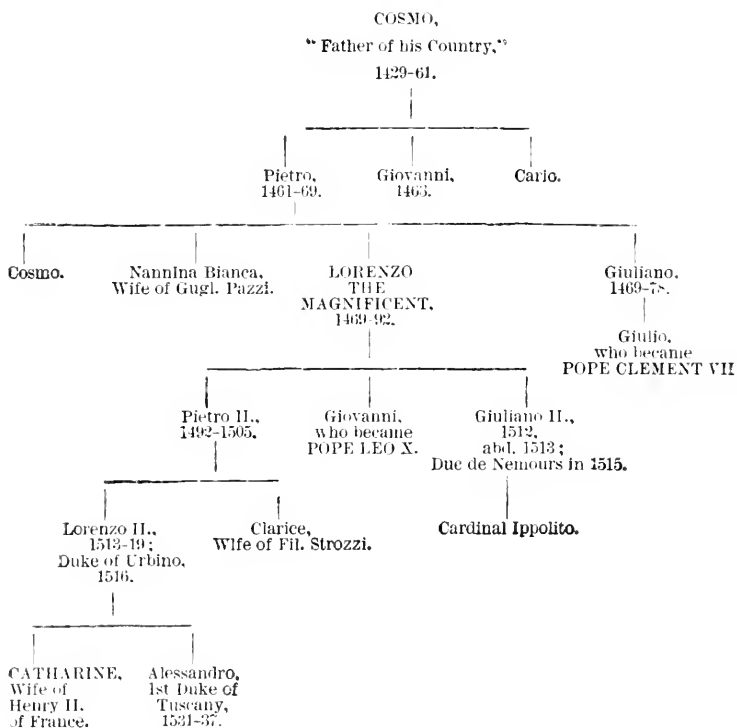 COSMO,
"Father of his Country,"
1429-61.
Pietro, Giovanni, Carlo.
1461-69. 1463.
Cosmo. Nannina Bianca, LORENZO Giuliano,
Wife of Gugl. Pazzi. THE 1469-78.
MAGNIFICENT,
1469-92.
Giulio,
who became
POPE CLEMENT VII
Pietro II., Giovanni, Giuliano II.,
1492-1505. who became 1512,
POPE LEO X. abd. 1513;
Duc de Nemours in 1515.
Lorenzo II., Clarice, Cardinal Ippolito.
1513-19; Wife of Fil. Strozzi.
Duke of Urbino,
1516.
CATHARINE, Alessandro,
Wife of 1st Duke of
Henry II. Tuscany,
of France. 1531-37.